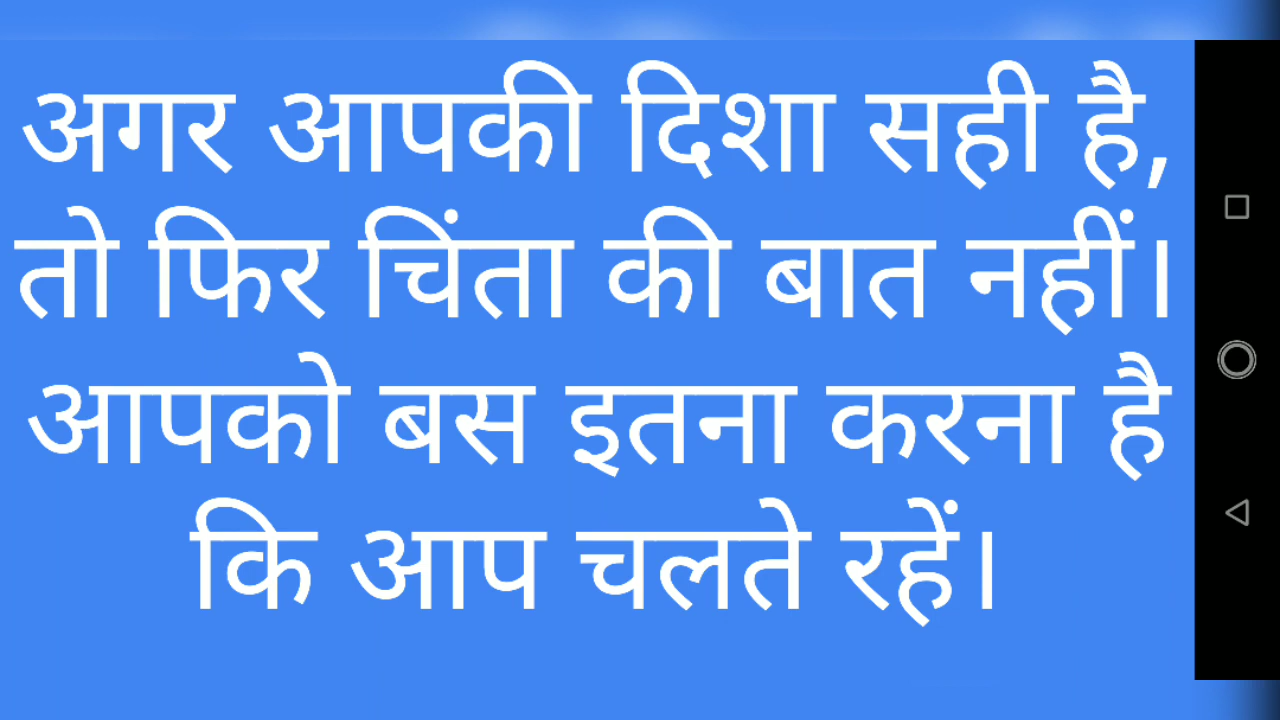 अगर आपकी दिशा सही है,
तो फिर चिंता की बात नहीं।
आपको बस इतना करना है
कि आप चलते रहें।